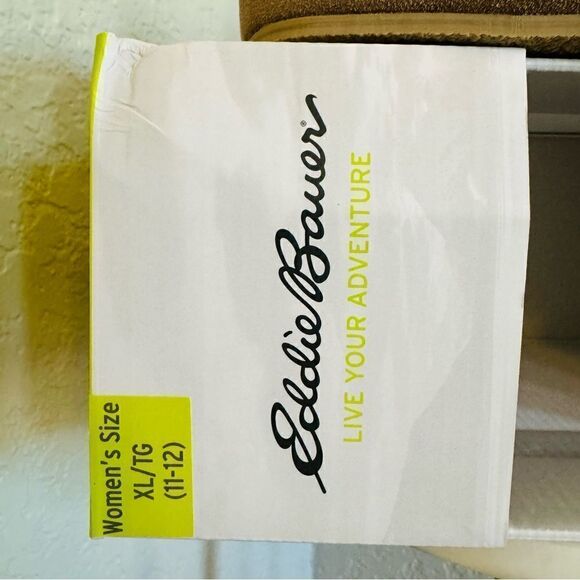 Eddie Bauer®
LIVE YOUR ADVENTURE
Women's Size
XL/TG
(11-12)